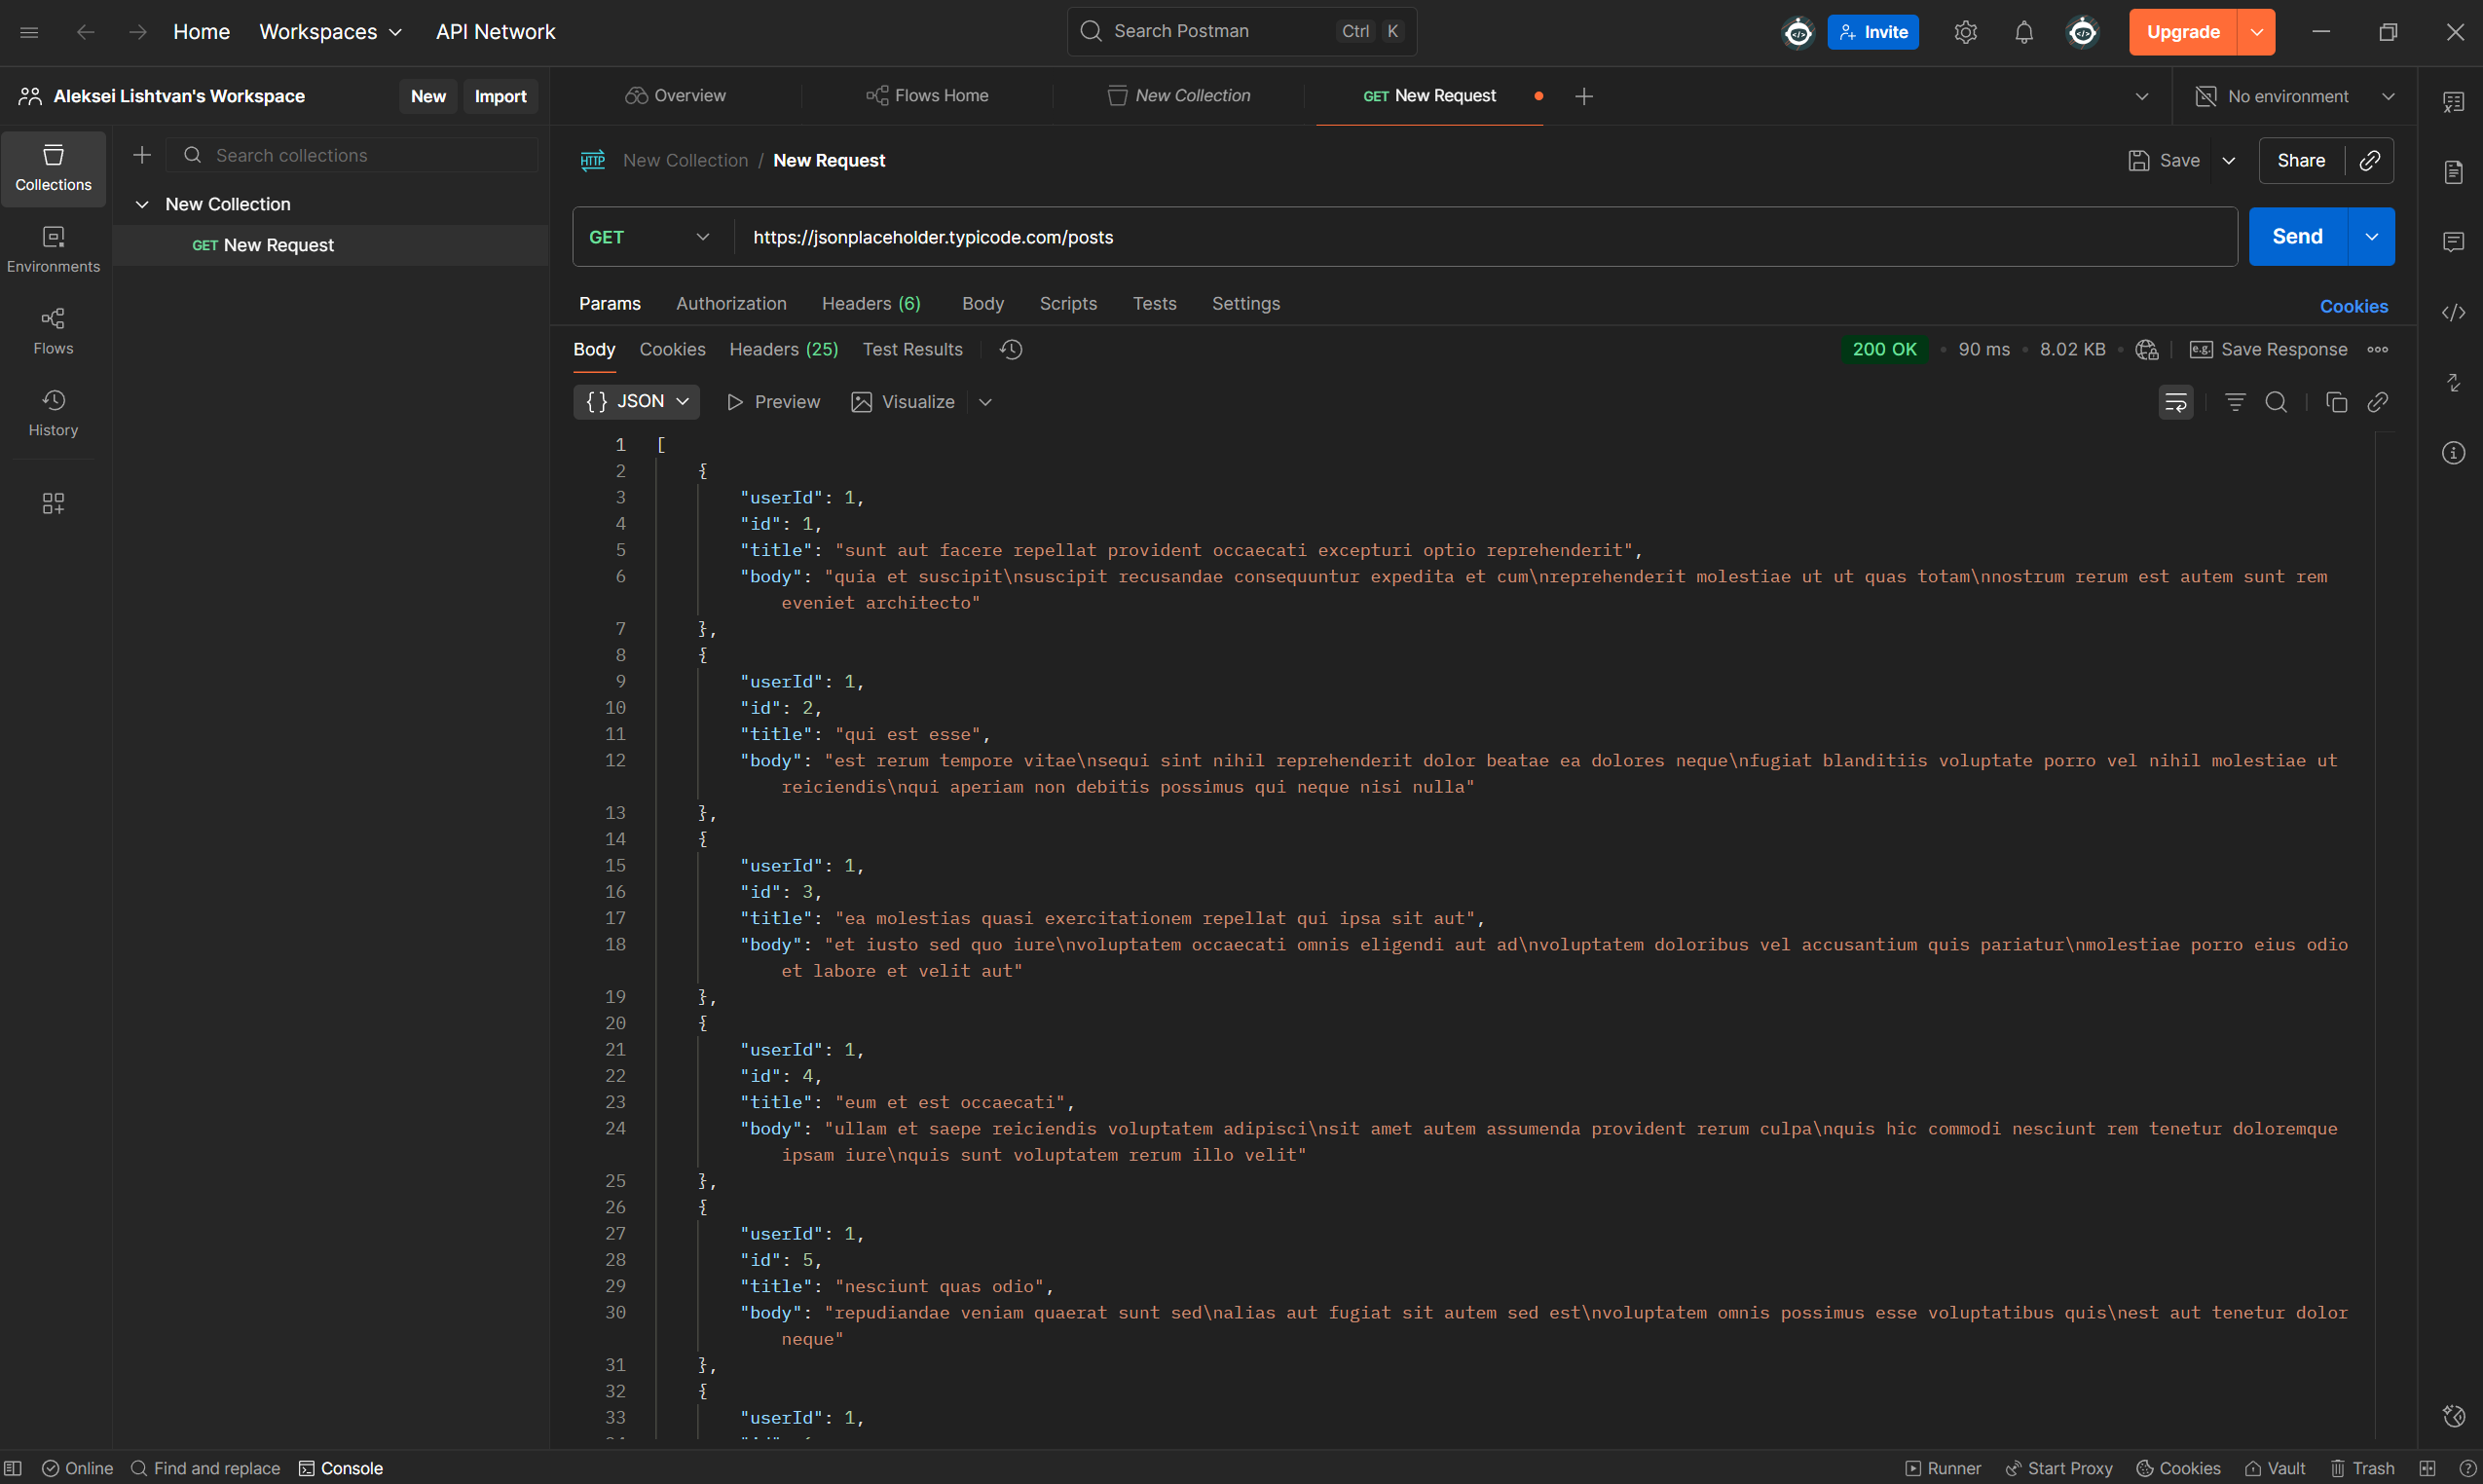 Home Workspaces API Network Search Postman Ctrl K Invite Upgrade
Aleksei Lishtvan's Workspace New Import Overview Flows Home New Collection GET New Request No environment
Collections Search collections HTTP New Collection / New Request Save Share
New Collection
GET New Request GET https://jsonplaceholder.typicode.com/posts Send
Environments
Params Authorization Headers (6) Body Scripts Tests Settings Cookies
Flows Body Cookies Headers (25) Test Results 200 OK 90 ms 8.02 KB e.g. Save Response
{} JSON Preview Visualize
History
1 [
2 {
3 "userId": 1,
4 "id": 1,
5 "title": "sunt aut facere repellat provident occaecati excepturi optio reprehenderit",
6 "body": "quia et suscipit\nsuscipit recusandae consequuntur expedita et cum\nreprehenderit molestiae ut ut quas totam\nnostrum rerum est autem sunt rem
eveniet architecto"
7 },
8 {
9 "userId": 1,
10 "id": 2,
11 "title": "qui est esse",
12 "body": "est rerum tempore vitae\nsequi sint nihil reprehenderit dolor beatae ea dolores neque\nfugiat blanditiis voluptate porro vel nihil molestiae ut
reiciendis\nqui aperiam non debitis possimus qui neque nisi nulla"
13 },
14 {
15 "userId": 1,
16 "id": 3,
17 "title": "ea molestias quasi exercitationem repellat qui ipsa sit aut",
18 "body": "et iusto sed quo iure\nvoluptatem occaecati omnis eligendi aut ad\nvoluptatem doloribus vel accusantium quis pariatur\nmolestiae porro eius odio
et labore et velit aut"
19 },
20 {
21 "userId": 1,
22 "id": 4,
23 "title": "eum et est occaecati",
24 "body": "ullam et saepe reiciendis voluptatem adipisci\nsit amet autem assumenda provident rerum culpa\nquis hic commodi nesciunt rem tenetur doloremque
ipsam iure\nquis sunt voluptatem rerum illo velit"
25 },
26 {
27 "userId": 1,
28 "id": 5,
29 "title": "nesciunt quas odio",
30 "body": "repudiandae veniam quaerat sunt sed\nalias aut fugiat sit autem sed est\nvoluptatem omnis possimus esse voluptatibus quis\nest aut tenetur dolor
neque"
31 },
32 {
33 "userId": 1,
Online Find and replace Console Runner Start Proxy Cookies Vault Trash